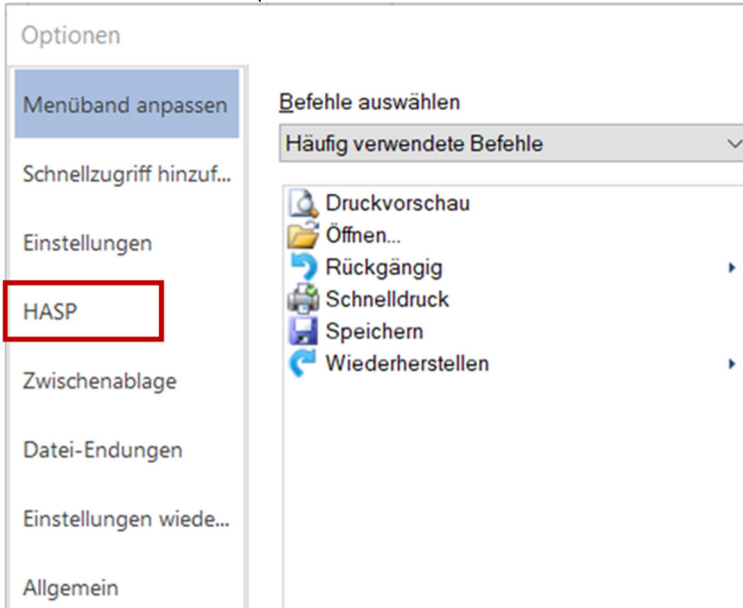 Optionen
Menüband anpassen
Schnellzugriff hinzuf...
Einstellungen
HASP
Zwischenablage
Datei-Endungen
Einstellungen wiede...
Allgemein
Befehle auswählen
Häufig verwendete Befehle
Druckvorschau
Öffnen...
Rückgängig
Schnelldruck
Speichern
Wiederherstellen